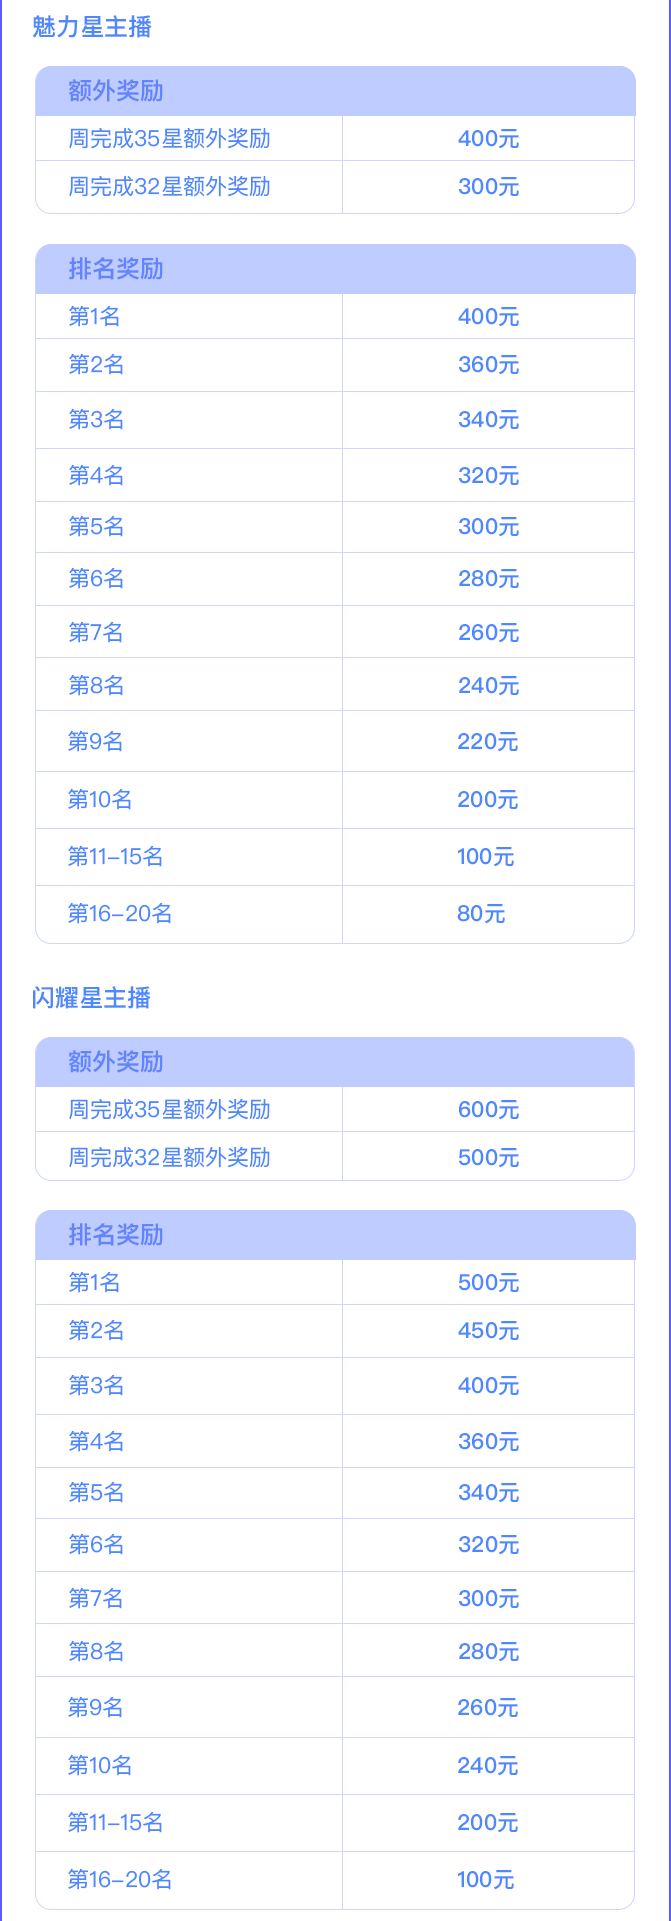 魅力星主播
额外奖励
周完成35星额外奖励 400元
周完成32星额外奖励 300元
排名奖励
第1名 400元
第2名 360元
第3名 340元
第4名 320元
第5名 300元
第6名 280元
第7名 260元
第8名 240元
第9名 220元
第10名 200元
第11–15名 100元
第16–20名 80元
闪耀星主播
额外奖励
周完成35星额外奖励 600元
周完成32星额外奖励 500元
排名奖励
第1名 500元
第2名 450元
第3名 400元
第4名 360元
第5名 340元
第6名 320元
第7名 300元
第8名 280元
第9名 260元
第10名 240元
第11–15名 200元
第16–20名 100元